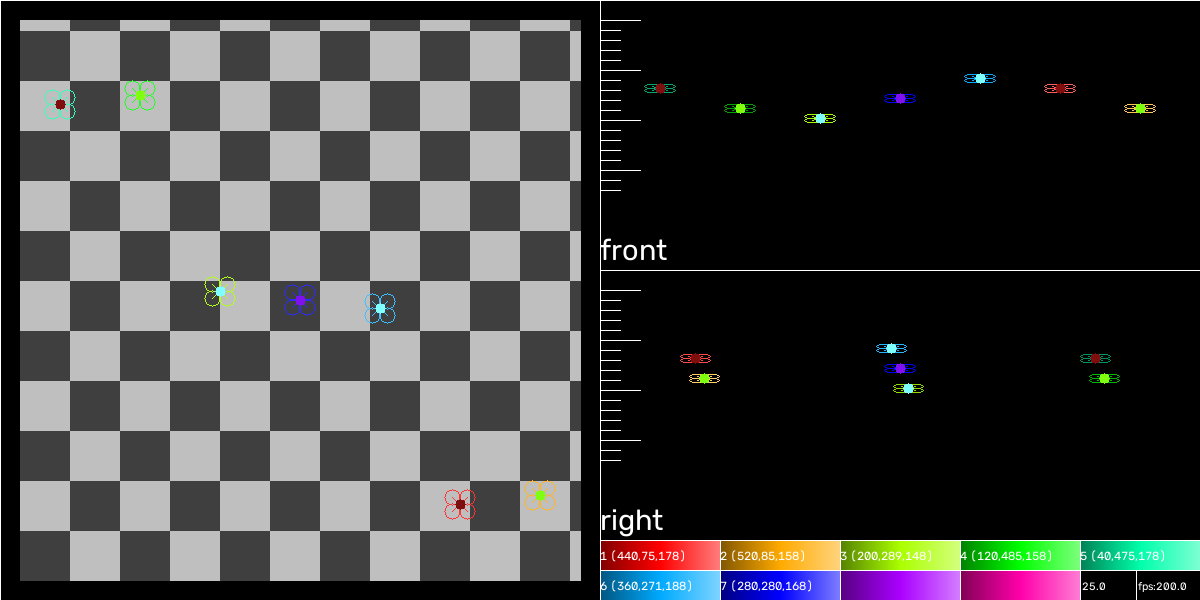 front
right
1 (440,75,178) 2 (520,85,158) 3 (200,289,148) 4 (120,485,158) 5 (40,475,178)
6 (360,271,188) 7 (280,280,168) 25.0 fps:200.0